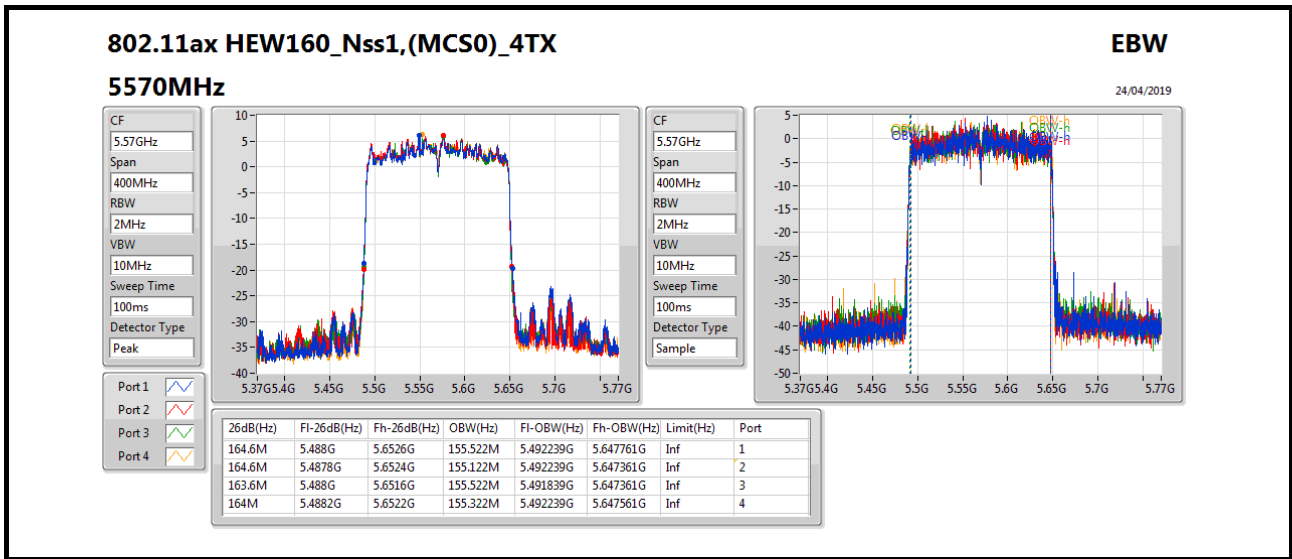 802.11ax HEW160_Nss1,(MCS0)_4TX
EBW
5570MHz
24/04/2019
CF
5.57GHz
Span
400MHz
RBW
2MHz
VBW
10MHz
Sweep Time
100ms
Detector Type
Peak
10
5
0
-5
-10
-15
-20
-25
-30
-35
-40
5.37G 5.4G 5.45G 5.5G 5.55G 5.6G 5.65G 5.7G 5.77G
CF
5.57GHz
Span
400MHz
RBW
2MHz
VBW
10MHz
Sweep Time
100ms
Detector Type
Sample
5
0
-5
-10
-15
-20
-25
-30
-35
-40
-45
-50
OBW-h
OBW-h
OBW-h
5.37G 5.4G 5.45G 5.5G 5.55G 5.6G 5.65G 5.7G 5.77G
Port 1
Port 2
Port 3
Port 4
26dB(Hz) Fl-26dB(Hz) Fh-26dB(Hz) OBW(Hz) Fl-OBW(Hz) Fh-OBW(Hz) Limit(Hz) Port
164.6M 5.488G 5.6526G 155.522M 5.492239G 5.647761G Inf 1
164.6M 5.4878G 5.6524G 155.122M 5.492239G 5.647361G Inf 2
163.6M 5.488G 5.6516G 155.522M 5.491839G 5.647361G Inf 3
164M 5.4882G 5.6522G 155.322M 5.492239G 5.647561G Inf 4